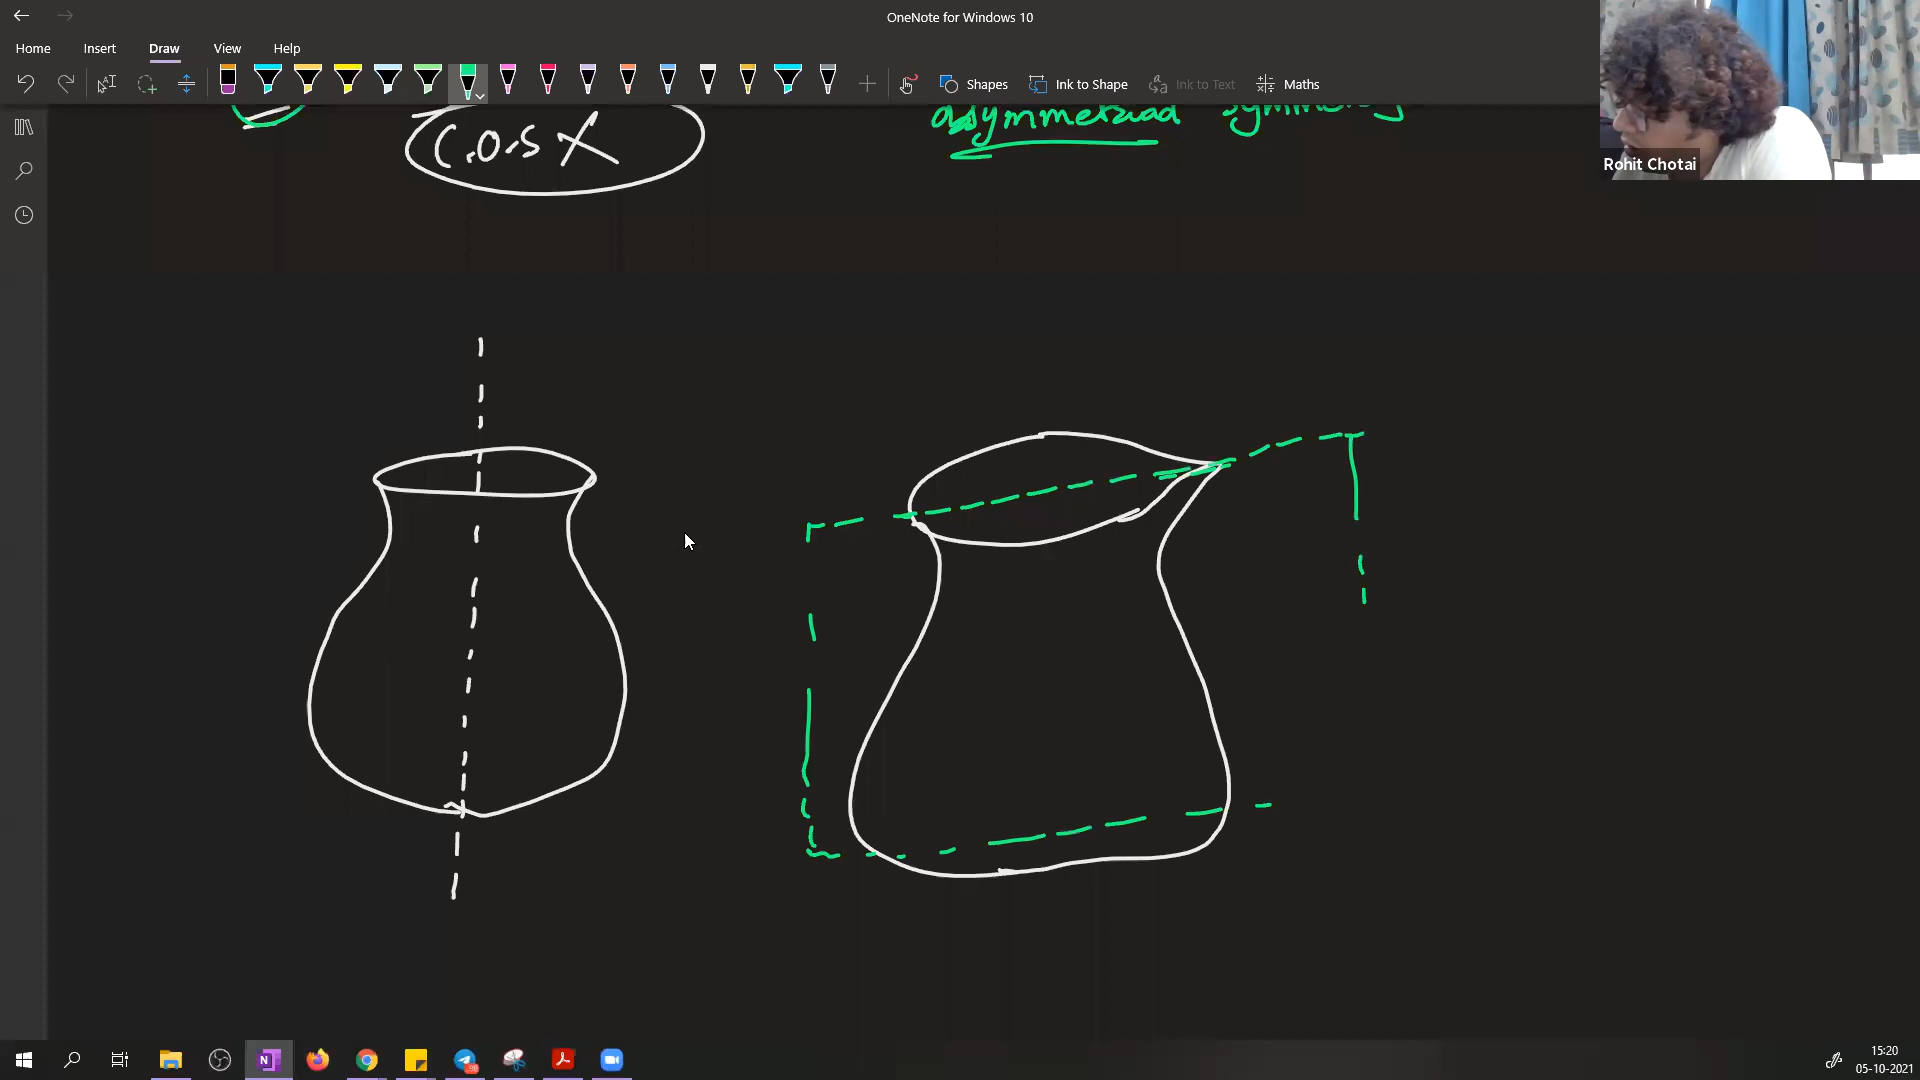 OneNote for Windows 10
Home Insert Draw View Help
Shapes Ink to Shape Ink to Text Maths
C.O.S X
Rohit Chotai
15:20
05-10-2021